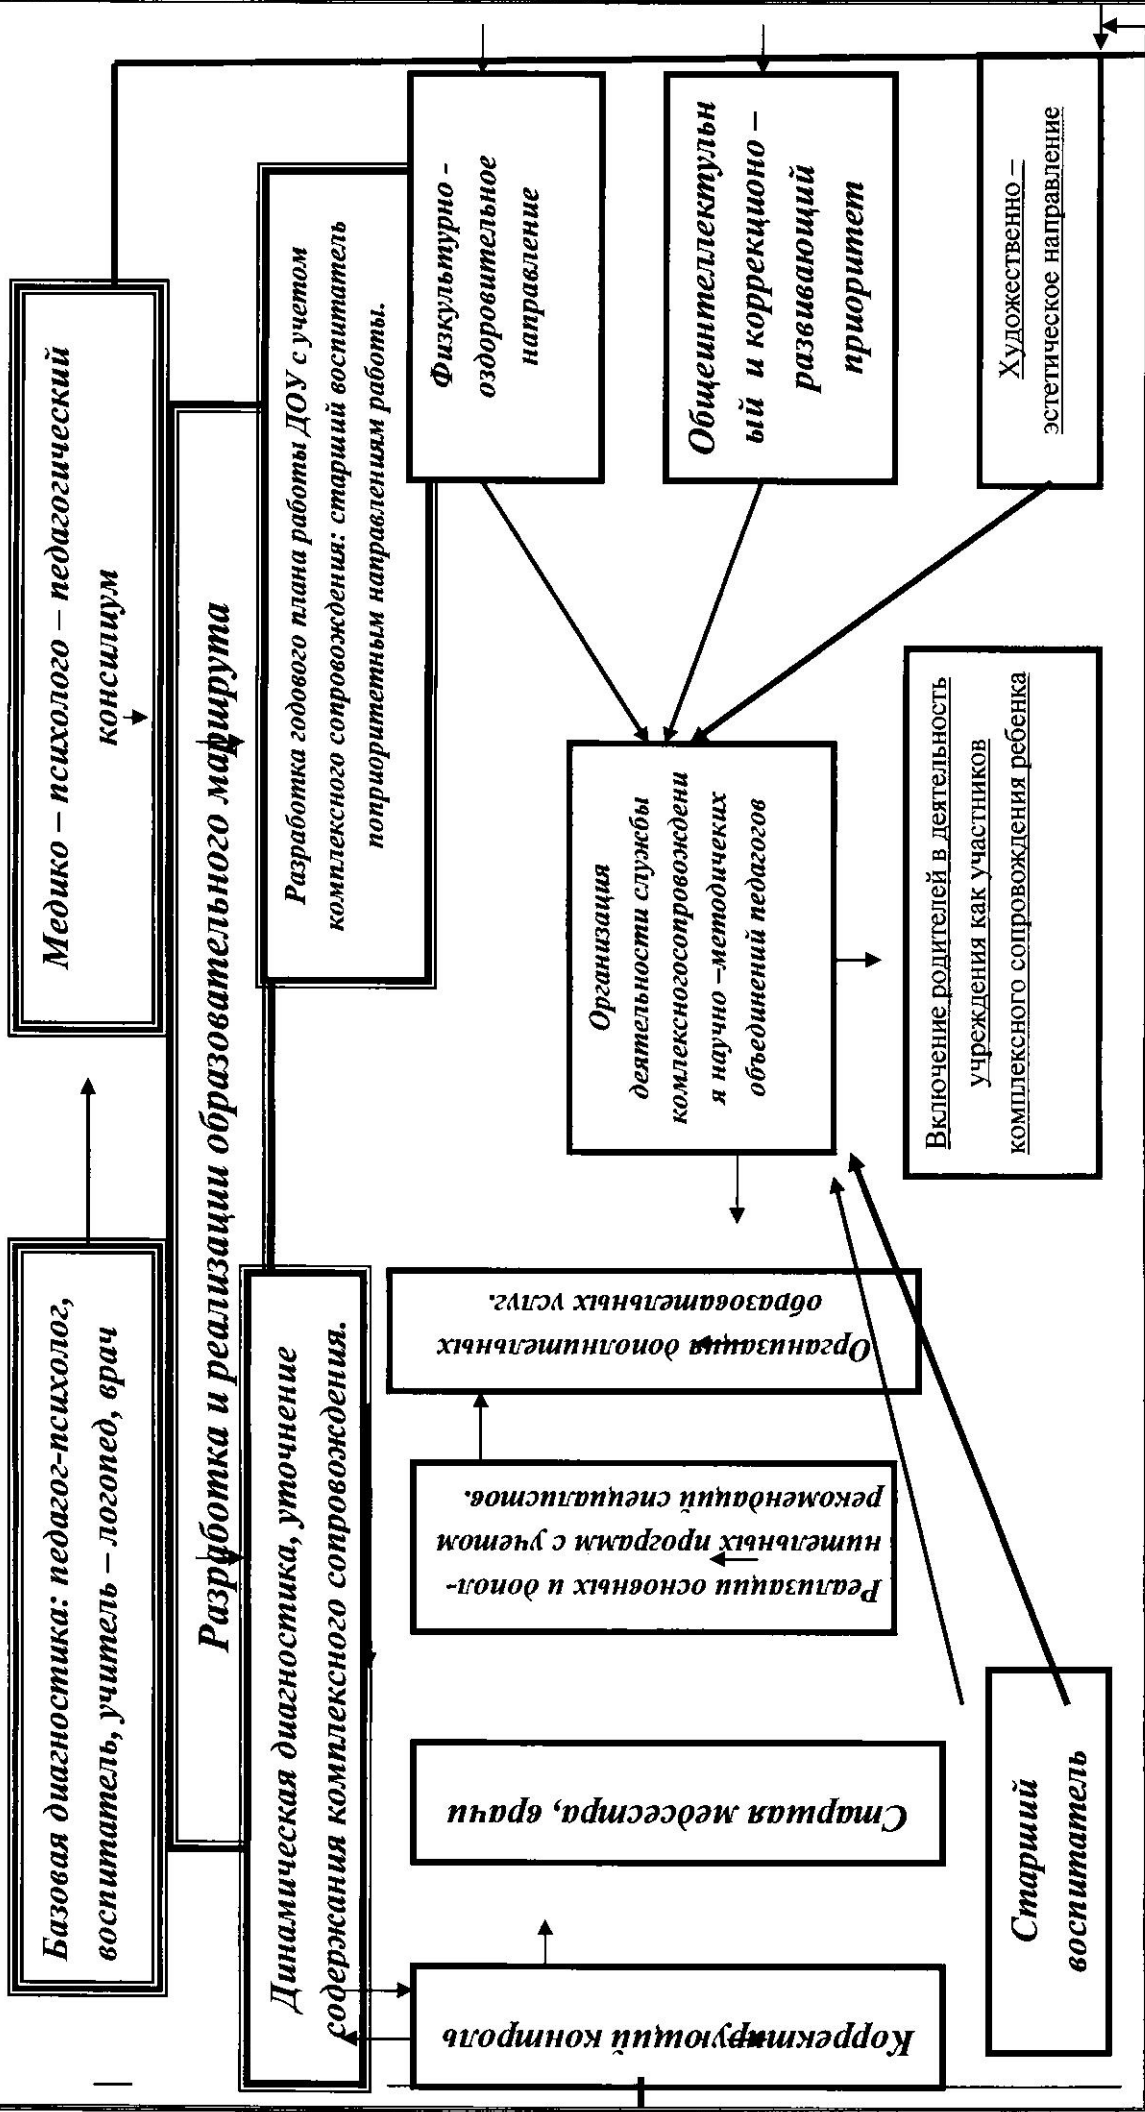 Базовая диагностика: педагог-психолог,
воспитатель, учитель – логопед, врач
Медико – психолого – педагогический
консилиум
Разработка и реализации образовательного маршрута
Динамическая диагностика, уточнение
содержания комплексного сопровождения.
Разработка годового плана работы ДОУ с учетом
комплексного сопровождения: старший воспитатель
поприоритетным направлениям работы.
Корректирующий контроль
Старшая медсестра, врачи
Реализации основных и допол-
нительных программ с учетом
рекомендаций специалистов.
Организация дополнительных
образовательных услуг.
Организация
деятельности службы
комплексногосопровождени
я научно –методичеких
объединений педагогов
Физкультурно -
оздоровительное
направление
Общеинтеллектульн
ый и коррекционо –
развивающий
приоритет
Художественно –
эстетическое направление
Старший
воспитатель
Включение родителей в деятельность
учреждения как участников
комплексного сопровождения ребенка